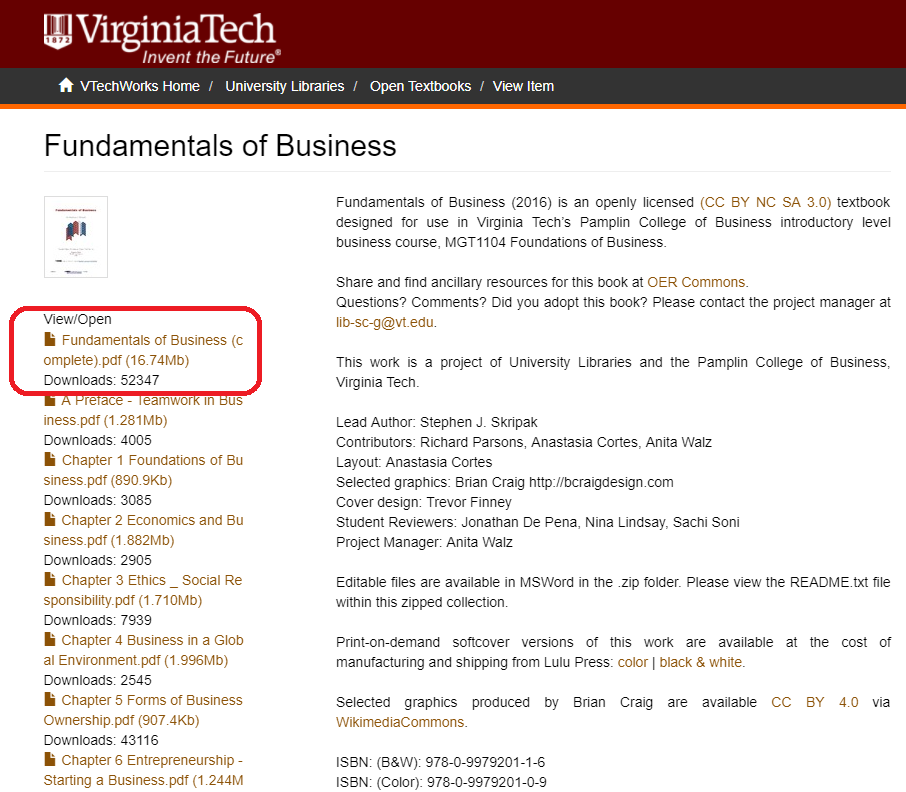 1872
VirginiaTech
Invent the Future®
VTechWorks Home / University Libraries / Open Textbooks / View Item
Fundamentals of Business
Fundamentals of Business
View/Open
Fundamentals of Business (c
omplete).pdf (16.74Mb)
Downloads: 52347
A Preface - Teamwork in Bus
iness.pdf (1.281Mb)
Downloads: 4005
Chapter 1 Foundations of Bu
siness.pdf (890.9Kb)
Downloads: 3085
Chapter 2 Economics and Bu
siness.pdf (1.882Mb)
Downloads: 2905
Chapter 3 Ethics _ Social Re
sponsibility.pdf (1.710Mb)
Downloads: 7939
Chapter 4 Business in a Glob
al Environment.pdf (1.996Mb)
Downloads: 2545
Chapter 5 Forms of Business
Ownership.pdf (907.4Kb)
Downloads: 43116
Chapter 6 Entrepreneurship -
Starting a Business.pdf (1.244M
Fundamentals of Business (2016) is an openly licensed (CC BY NC SA 3.0) textbook
designed for use in Virginia Tech's Pamplin College of Business introductory level
business course, MGT1104 Foundations of Business.
Share and find ancillary resources for this book at OER Commons.
Questions? Comments? Did you adopt this book? Please contact the project manager at
lib-sc-g@vt.edu.
This work is a project of University Libraries and the Pamplin College of Business,
Virginia Tech.
Lead Author: Stephen J. Skripak
Contributors: Richard Parsons, Anastasia Cortes, Anita Walz
Layout: Anastasia Cortes
Selected graphics: Brian Craig http://bcraigdesign.com
Cover design: Trevor Finney
Student Reviewers: Jonathan De Pena, Nina Lindsay, Sachi Soni
Project Manager: Anita Walz
Editable files are available in MSWord in the .zip folder. Please view the README.txt file
within this zipped collection.
Print-on-demand softcover versions of this work are available at the cost of
manufacturing and shipping from Lulu Press: color | black & white.
Selected graphics produced by Brian Craig are available CC BY 4.0 via
WikimediaCommons.
ISBN: (B&W): 978-0-9979201-1-6
ISBN: (Color): 978-0-9979201-0-9